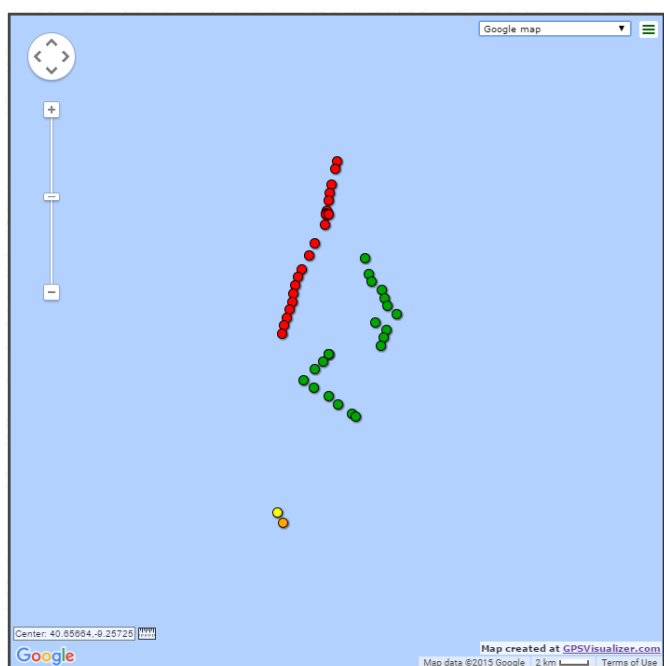 Google map
Center: 40.65664,-9.25725
Map created at GPSVisualizer.com
Google
Map data ©2015 Google
2 km
Terms of Use